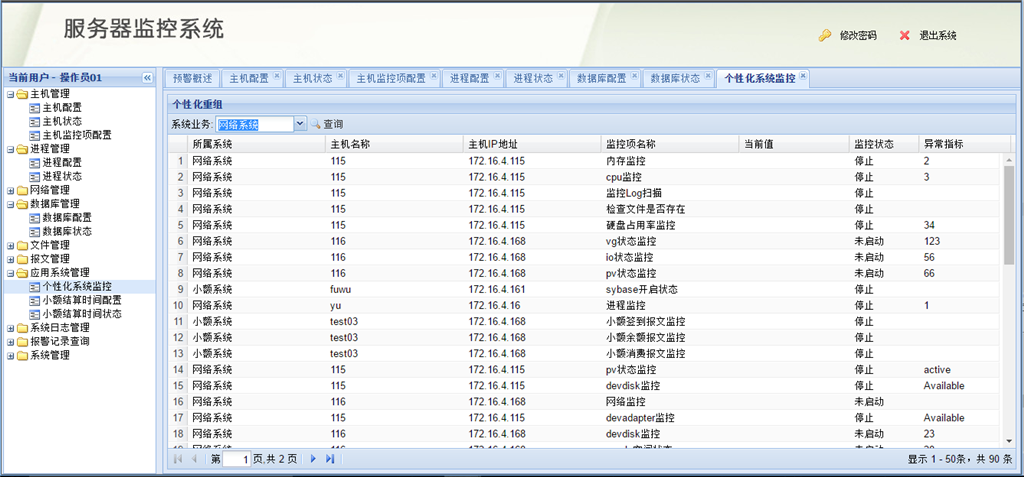 服务器监控系统
修改密码 退出系统
当前用户 - 操作员01
主机管理
主机配置
主机状态
主机监控项配置
进程管理
进程配置
进程状态
网络管理
数据库管理
数据库配置
数据库状态
文件管理
报文管理
应用系统管理
个性化系统监控
小额结算时间配置
小额结算时间状态
系统日志管理
报警记录查询
系统管理
预警概述 主机配置 主机状态 主机监控项配置 进程配置 进程状态 数据库配置 数据库状态 个性化系统监控
个性化重组
系统业务: 网络系统 查询
所属系统 主机名称 主机IP地址 监控项名称 当前值 监控状态 异常指标
1 网络系统 115 172.16.4.115 内存监控 停止 2
2 网络系统 115 172.16.4.115 cpu监控 停止 3
3 网络系统 115 172.16.4.115 监控Log扫描 停止
4 网络系统 115 172.16.4.115 检查文件是否存在 停止
5 网络系统 115 172.16.4.115 硬盘占用率监控 停止 34
6 网络系统 116 172.16.4.168 vg状态监控 未启动 123
7 网络系统 116 172.16.4.168 io状态监控 未启动 56
8 网络系统 116 172.16.4.168 pv状态监控 未启动 66
9 小额系统 fuwu 172.16.4.161 sybase开启状态 停止
10 网络系统 yu 172.16.4.16 进程监控 停止 1
11 小额系统 test03 172.16.4.168 小额签到报文监控 停止
12 小额系统 test03 172.16.4.168 小额余额报文监控 停止
13 小额系统 test03 172.16.4.168 小额消费报文监控 停止
14 网络系统 115 172.16.4.115 pv状态监控 停止 active
15 网络系统 115 172.16.4.115 devdisk监控 停止 Available
16 网络系统 116 172.16.4.168 网络监控 未启动
17 网络系统 115 172.16.4.115 devadapter监控 停止 Available
18 网络系统 116 172.16.4.168 devdisk监控 未启动 23
第 1 页,共 2 页
显示 1 - 50条，共 90 条